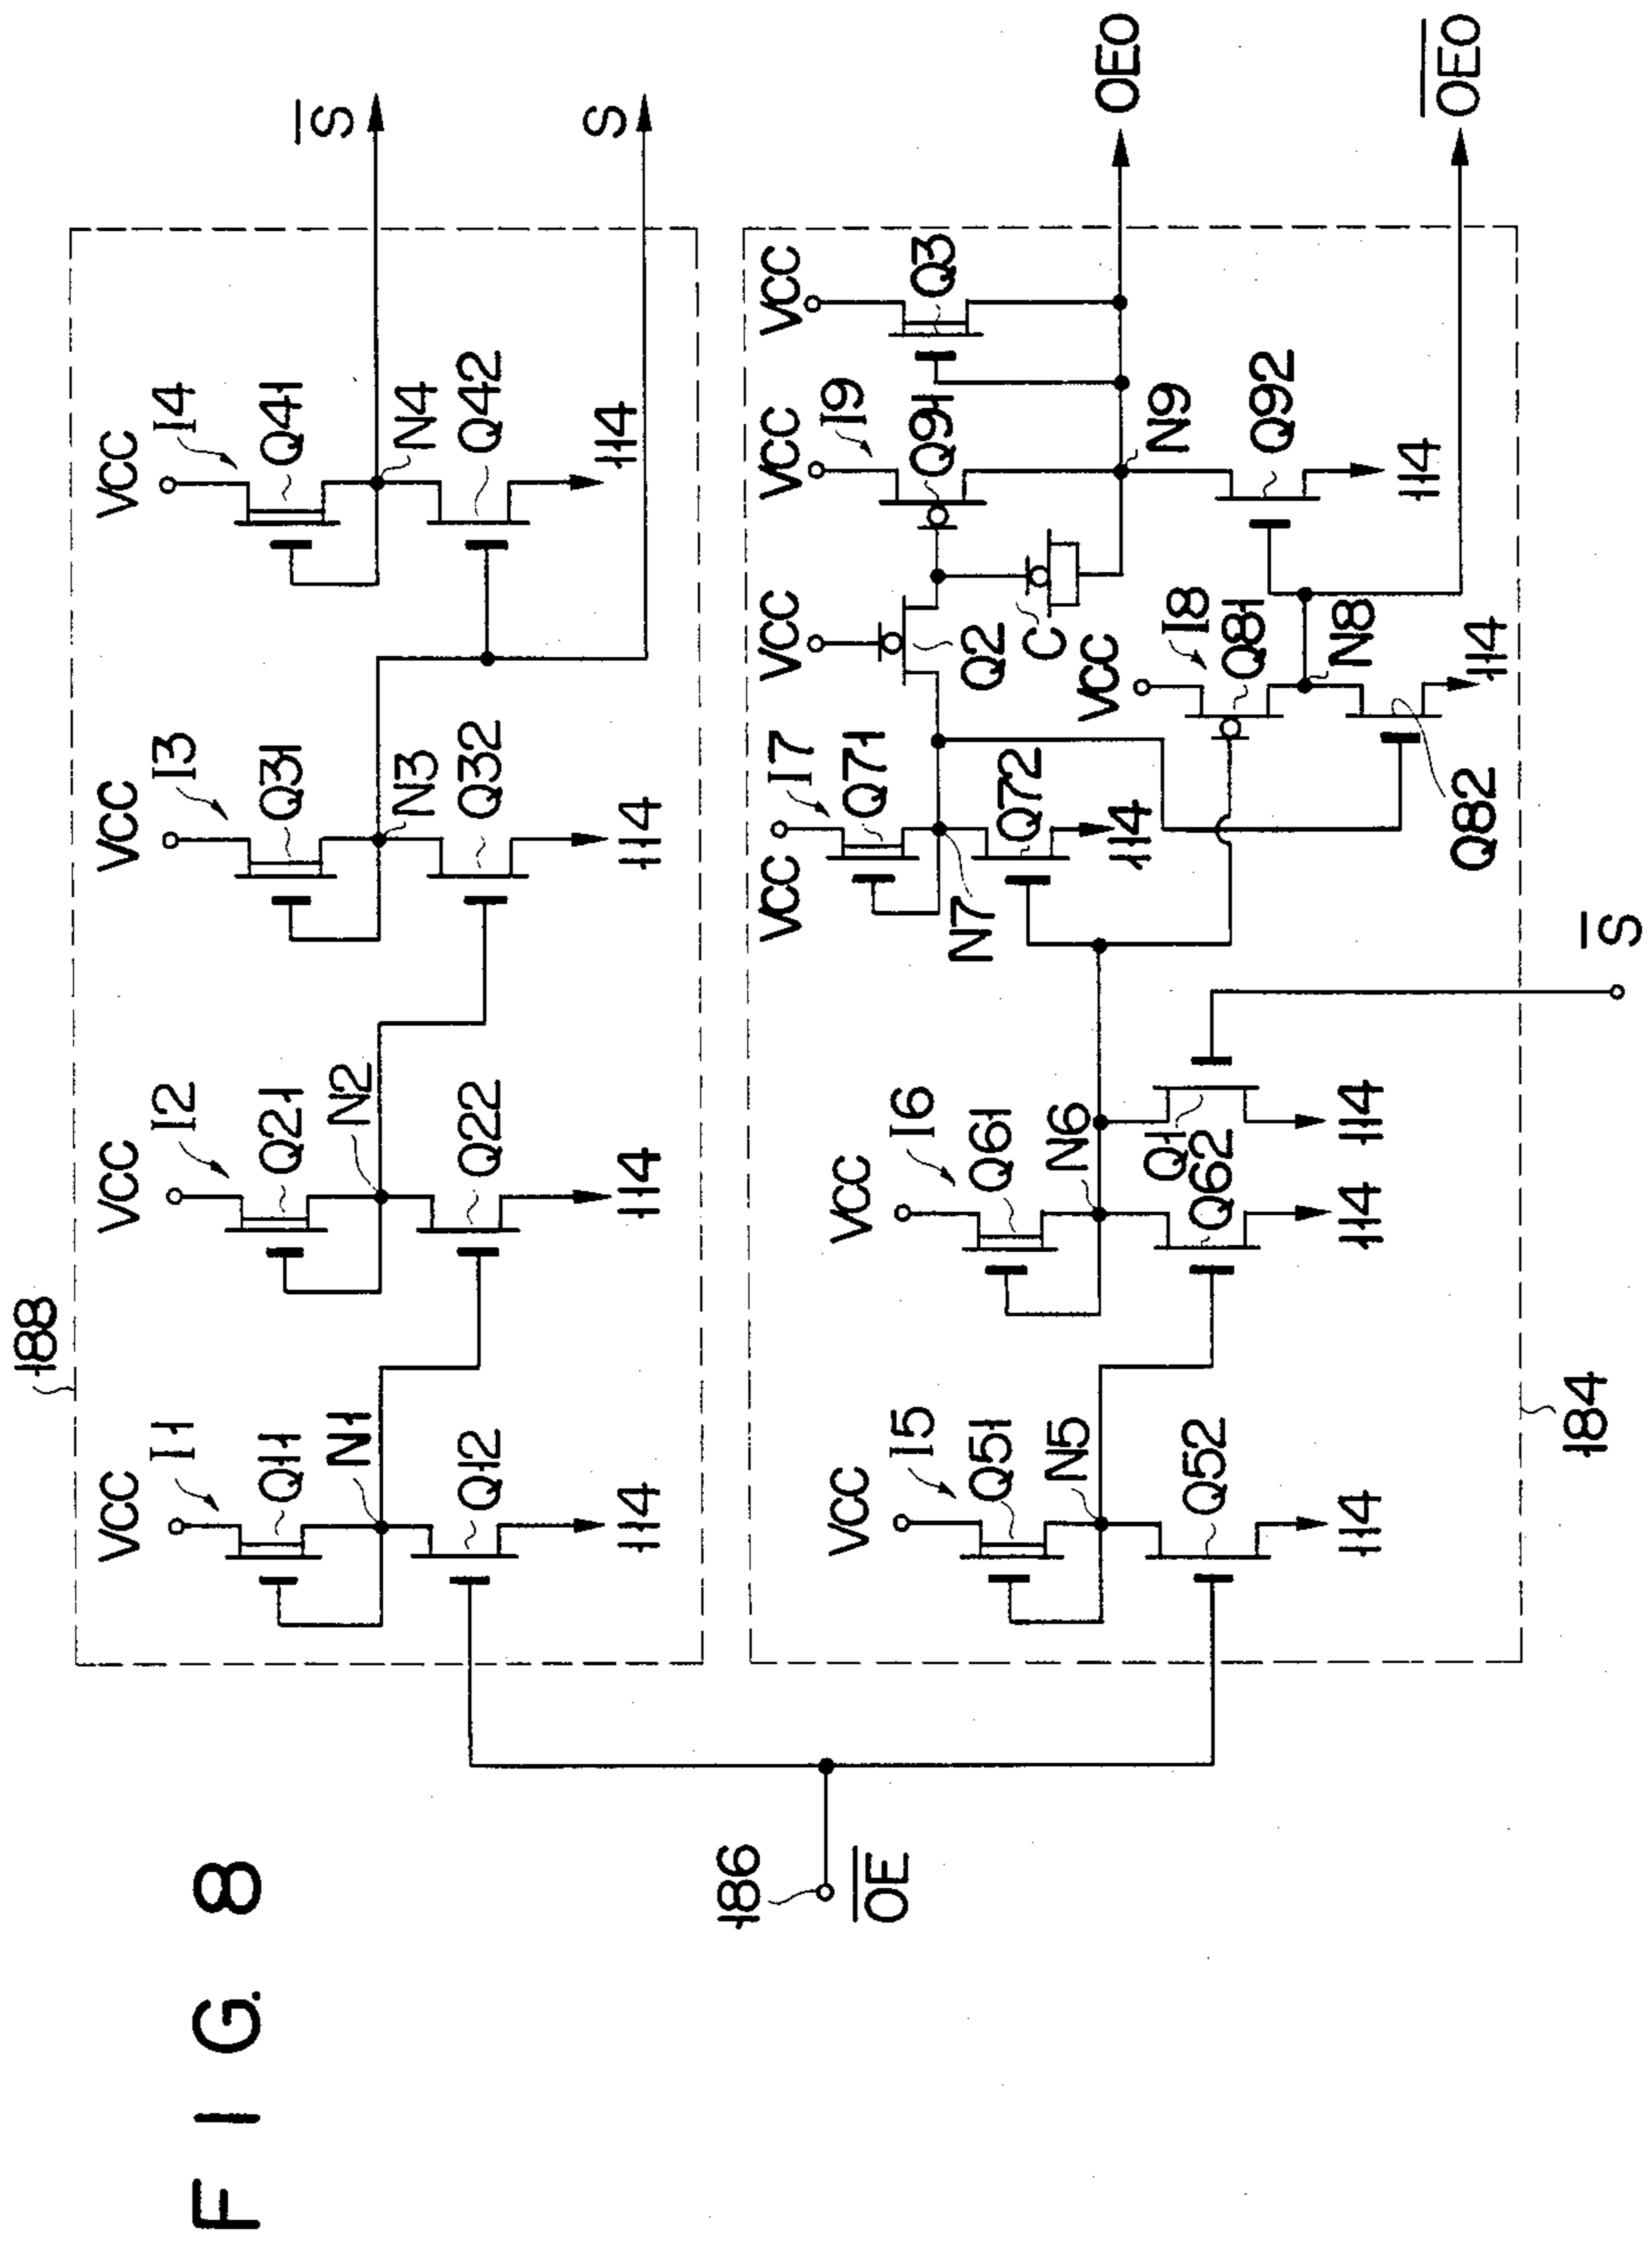 FIG. 8
188
VCC
I1
Q11
N1
Q12
114
VCC
I2
Q21
N2
Q22
114
VCC
I3
Q31
N3
Q32
114
VCC
I4
Q41
N4
Q42
114
S̅
S
186
O̅E̅
VCC
I5
Q51
N5
Q52
114
VCC
I6
Q61
N6
Q62
114
Q1
114
S̅
VCC
I7
Q71
N7
Q72
114
VCC
Q2
C
VCC
I8
Q81
N8
Q82
114
VCC
I9
Q91
N9
Q92
114
VCC
Q3
OE0
O̅E̅0̅
184